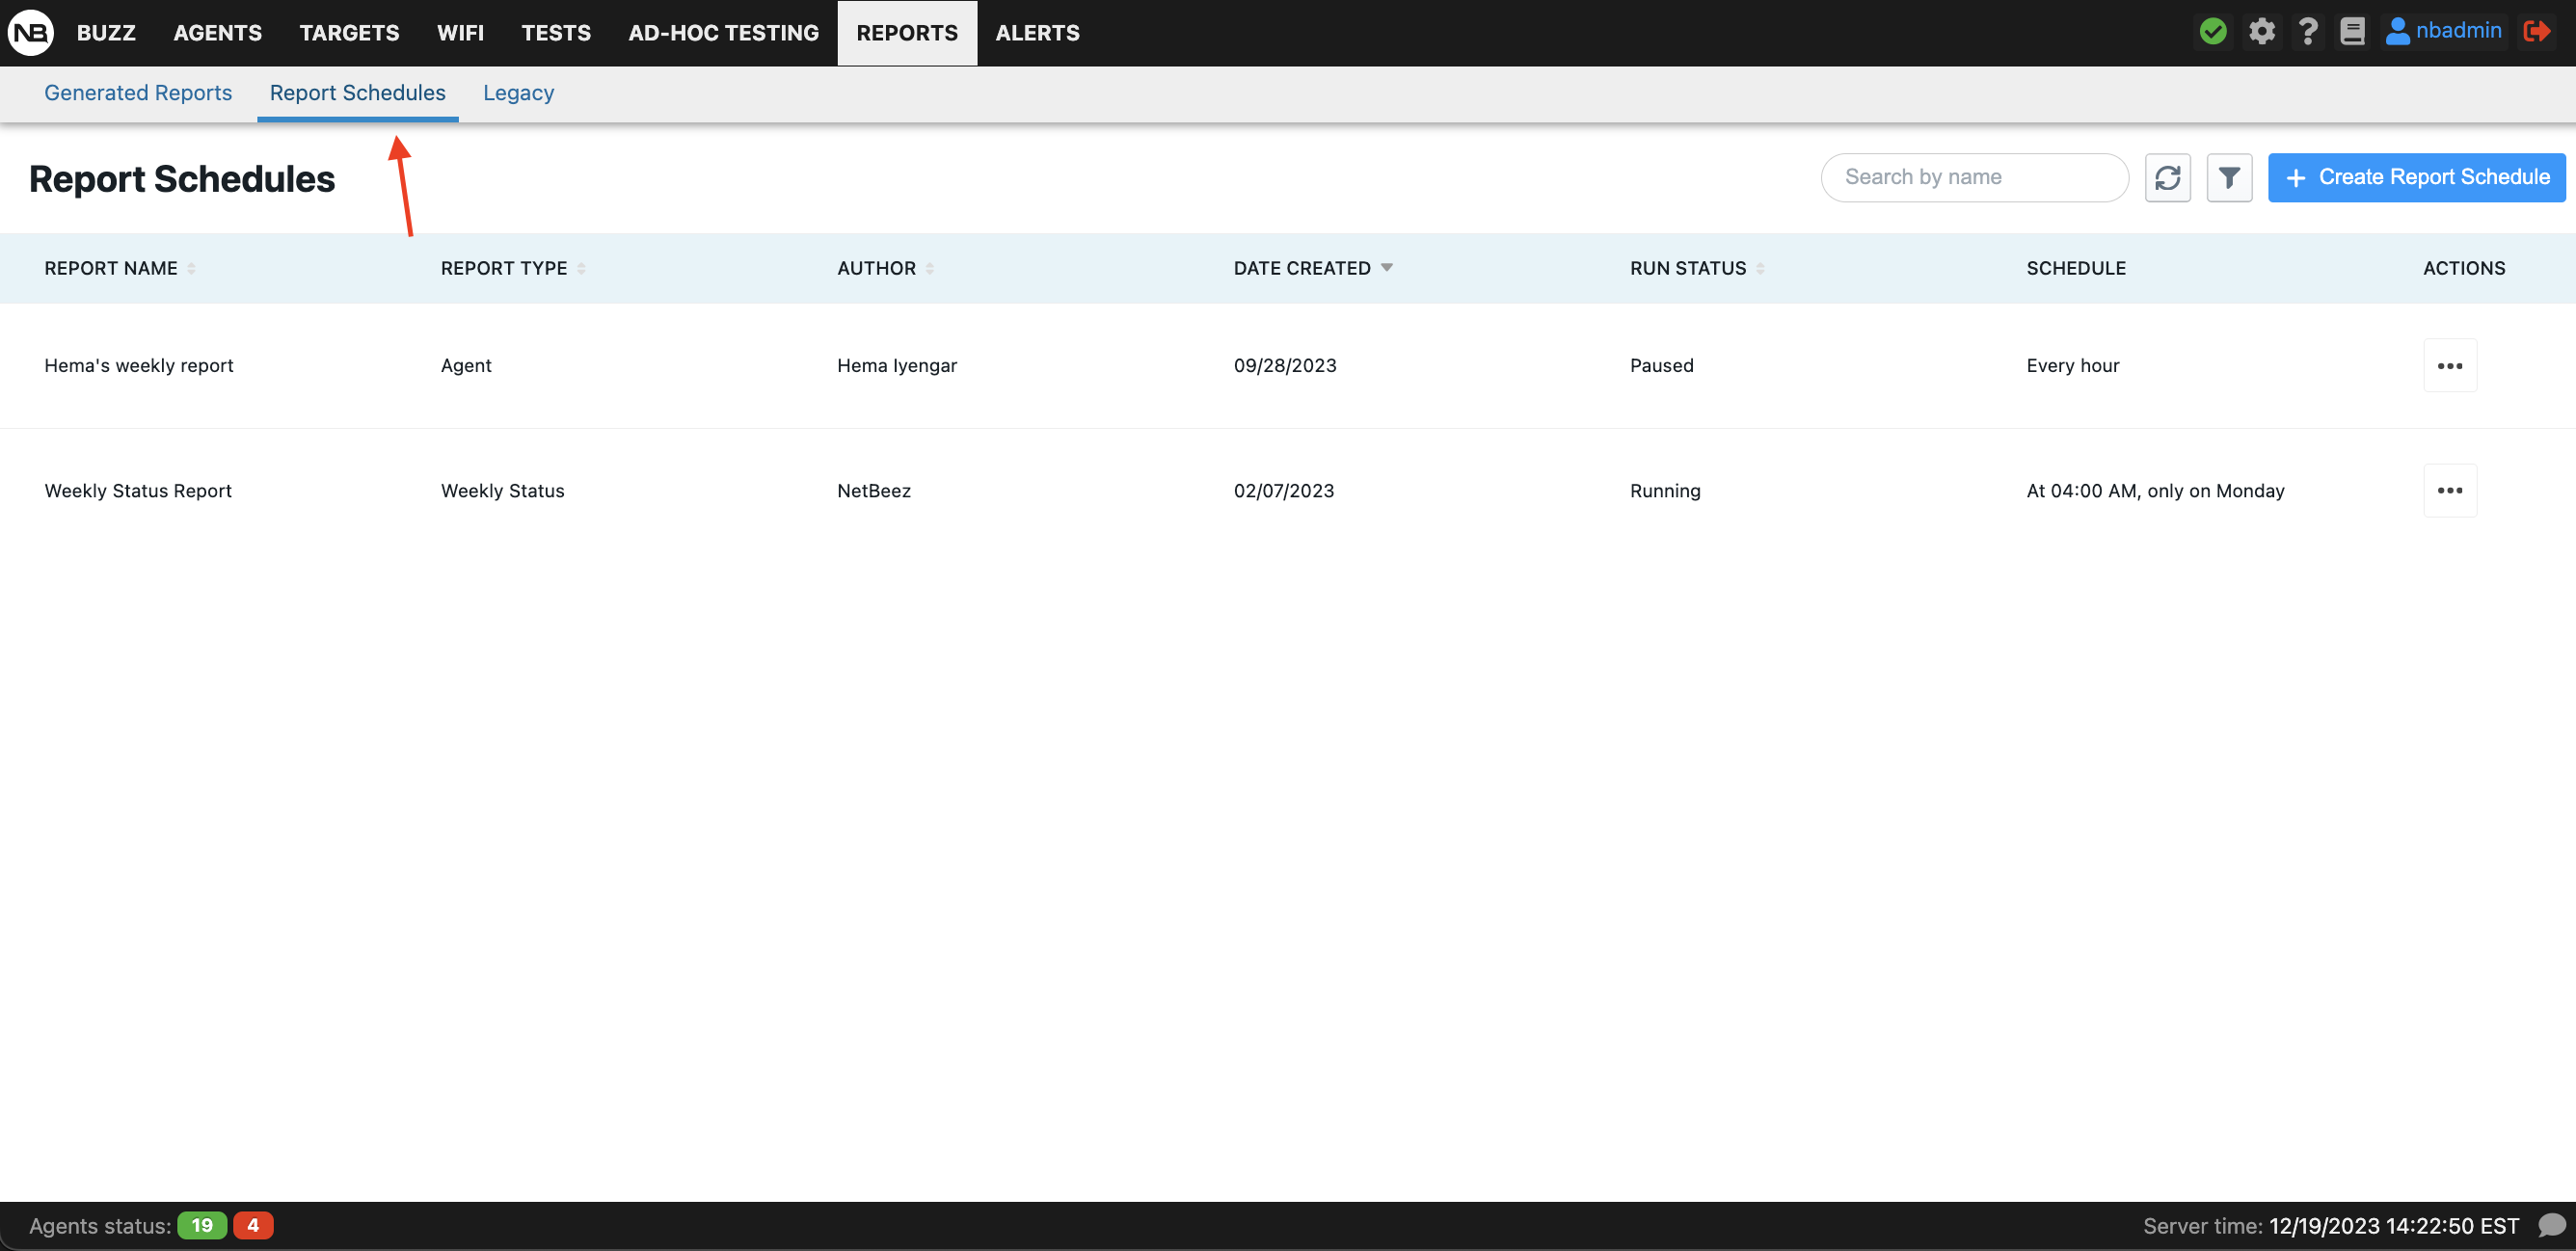 NB BUZZ AGENTS TARGETS WIFI TESTS AD-HOC TESTING REPORTS ALERTS ? nbadmin
Generated Reports Report Schedules Legacy
Report Schedules Search by name + Create Report Schedule
REPORT NAME REPORT TYPE AUTHOR DATE CREATED RUN STATUS SCHEDULE ACTIONS
Hema's weekly report Agent Hema Iyengar 09/28/2023 Paused Every hour •••
Weekly Status Report Weekly Status NetBeez 02/07/2023 Running At 04:00 AM, only on Monday •••
Agents status: 19 4 Server time: 12/19/2023 14:22:50 EST